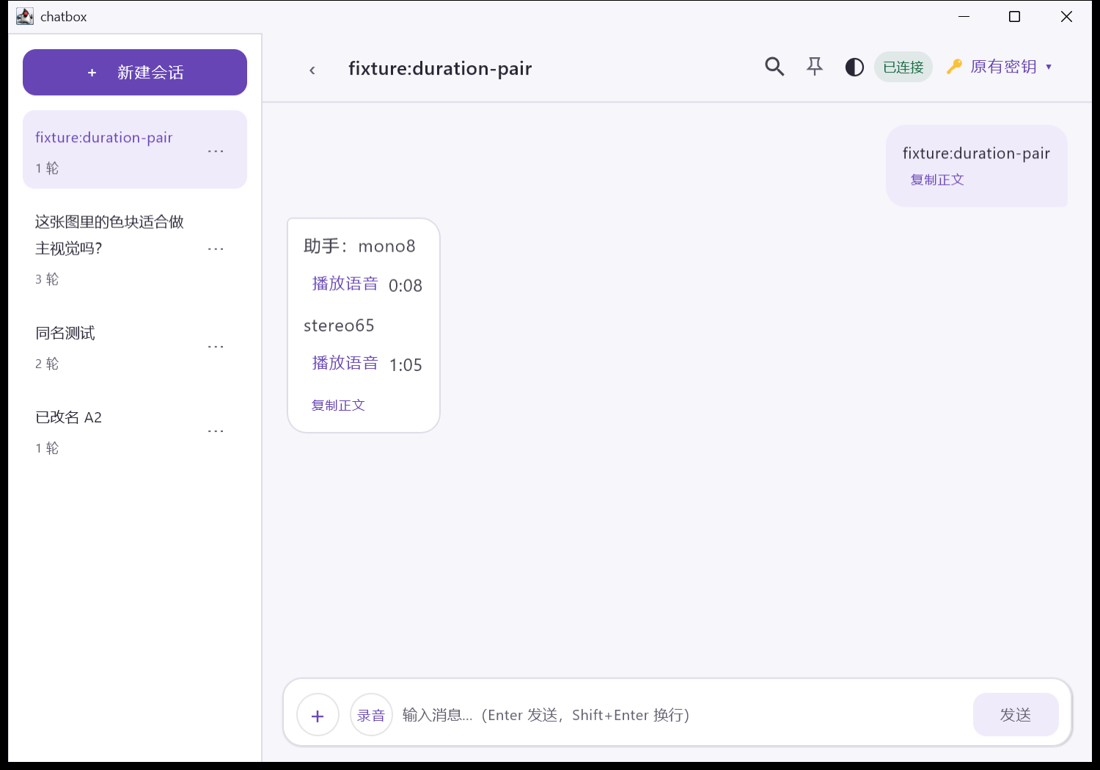 chatbox
+ 新建会话
fixture:duration-pair
...
1 轮
这张图里的色块适合做
主视觉吗?
...
3 轮
同名测试
...
2 轮
已改名 A2
...
1 轮
‹ fixture:duration-pair
已连接
原有密钥 ▾
fixture:duration-pair
复制正文
助手: mono8
播放语音 0:08
stereo65
播放语音 1:05
复制正文
+ 录音 输入消息... (Enter 发送, Shift+Enter 换行) 发送